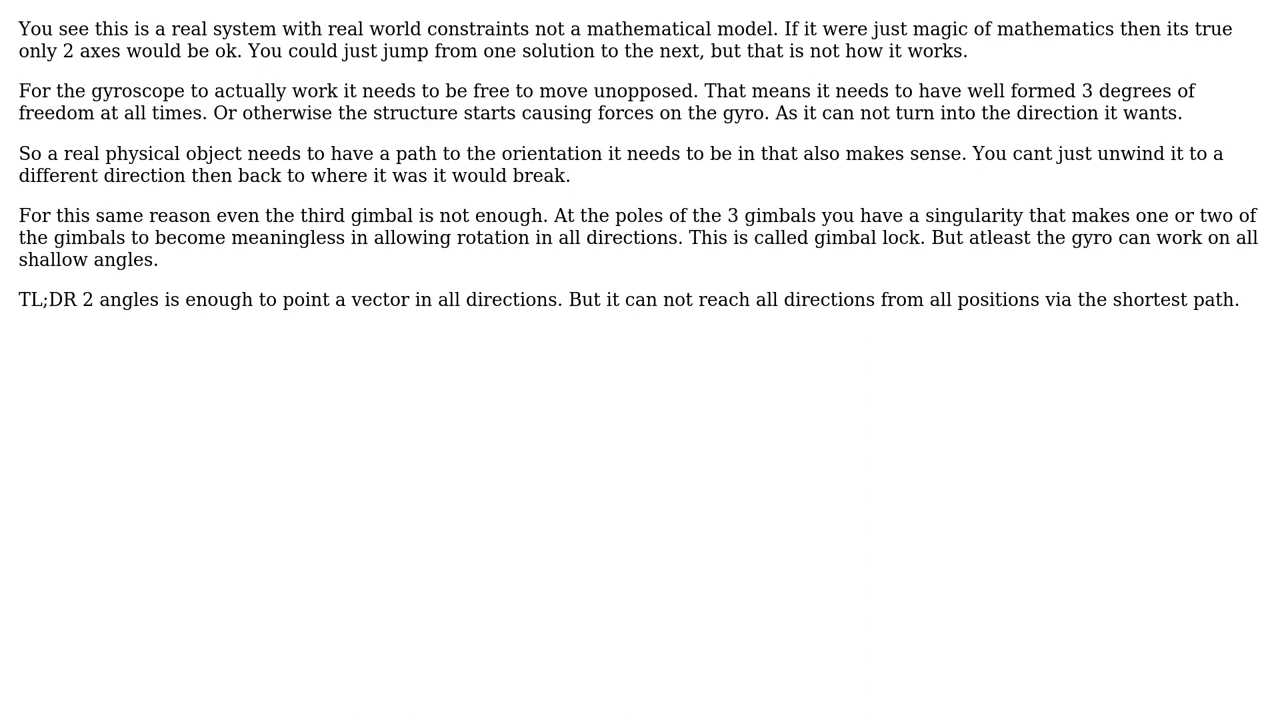 You see this is a real system with real world constraints not a mathematical model. If it were just magic of mathematics then its true
only 2 axes would be ok. You could just jump from one solution to the next, but that is not how it works.
For the gyroscope to actually work it needs to be free to move unopposed. That means it needs to have well formed 3 degrees of
freedom at all times. Or otherwise the structure starts causing forces on the gyro. As it can not turn into the direction it wants.
So a real physical object needs to have a path to the orientation it needs to be in that also makes sense. You cant just unwind it to a
different direction then back to where it was it would break.
For this same reason even the third gimbal is not enough. At the poles of the 3 gimbals you have a singularity that makes one or two of
the gimbals to become meaningless in allowing rotation in all directions. This is called gimbal lock. But atleast the gyro can work on all
shallow angles.
TL;DR 2 angles is enough to point a vector in all directions. But it can not reach all directions from all positions via the shortest path.